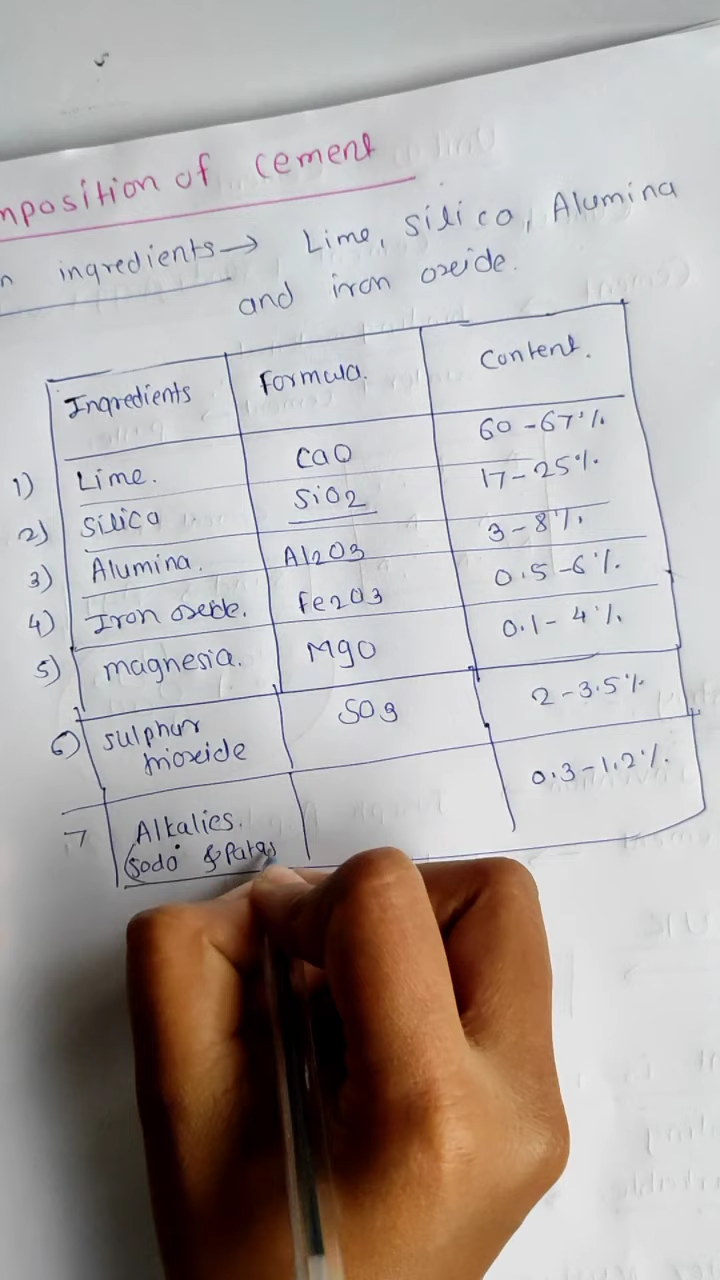 mposition of cement
n ingredients → Lime, silica, Alumina
and iron oxide.
Ingredients Formula. Content.
1) Lime. CaO 60-67%
2) Silica SiO2 17-25%
3) Alumina. Al2O3 3-8%
4) Iron oxide. Fe2O3 0.5-6%
5) magnesia. MgO 0.1-4%
6) Sulphur SO3 2-3.5%
trioxide
7 Alkalies. 0.3-1.2%
(Soda &